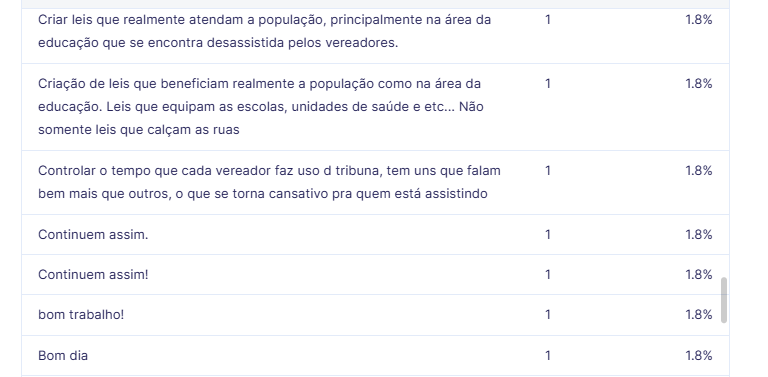 Criar leis que realmente atendam a população, principalmente na área da 1 1.8%
educação que se encontra desassistida pelos vereadores.
Criação de leis que beneficiam realmente a população como na área da 1 1.8%
educação. Leis que equipam as escolas, unidades de saúde e etc... Não
somente leis que calçam as ruas
Controlar o tempo que cada vereador faz uso d tribuna, tem uns que falam 1 1.8%
bem mais que outros, o que se torna cansativo pra quem está assistindo
Continuem assim. 1 1.8%
Continuem assim! 1 1.8%
bom trabalho! 1 1.8%
Bom dia 1 1.8%